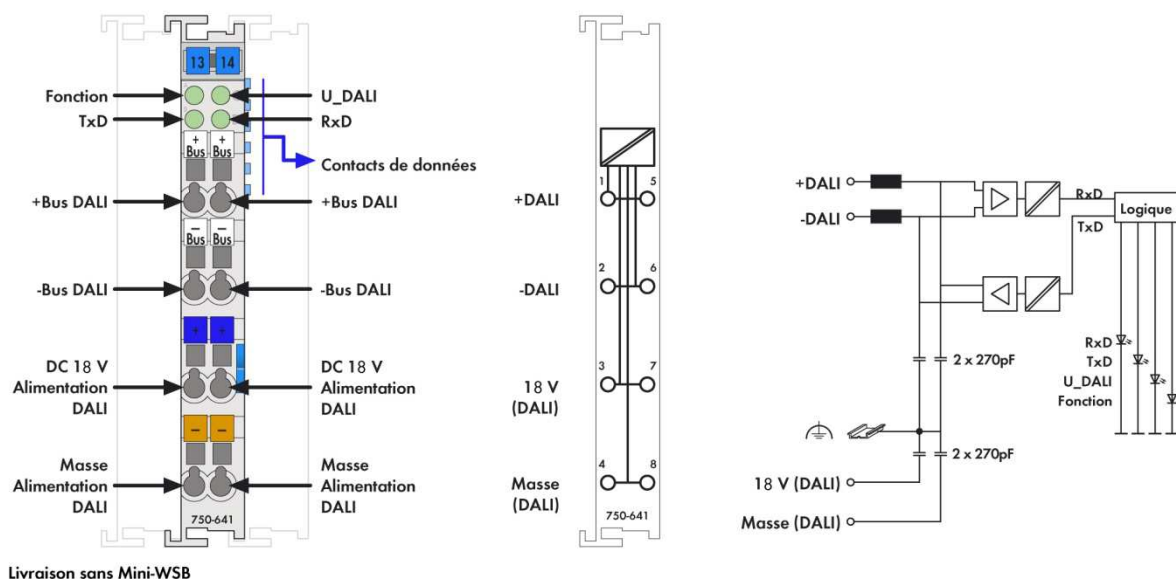 13 14
Fonction
U_DALI
TxD
RxD
+ +
Bus Bus
Contacts de données
+Bus DALI
+Bus DALI
− −
Bus Bus
-Bus DALI
-Bus DALI
+ +
DC 18 V
Alimentation
DALI
DC 18 V
Alimentation
DALI
− −
Masse
Alimentation
DALI
Masse
Alimentation
DALI
750-641
Livraison sans Mini-WSB
1 5
+DALI
2 6
-DALI
3 7
18 V
(DALI)
4 8
Masse
(DALI)
750-641
+DALI
-DALI
RxD
TxD
Logique
RxD
TxD
U_DALI
Fonction
2 x 270pF
2 x 270pF
18 V (DALI)
Masse (DALI)